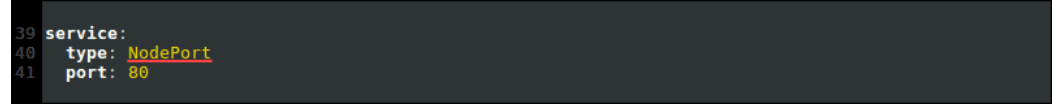 39 service:
40   type: NodePort
41   port: 80